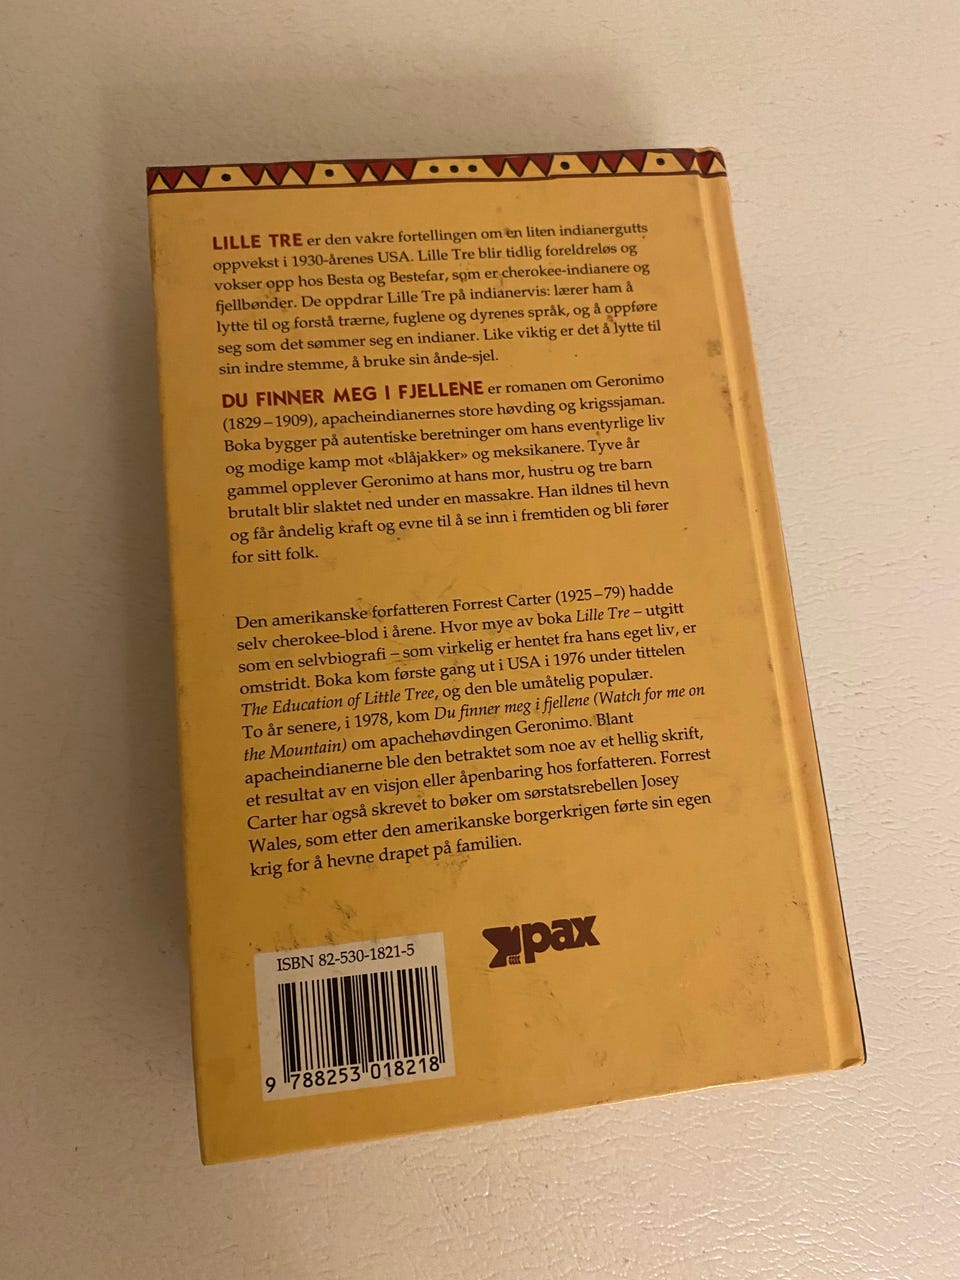 LILLE TRE er den vakre fortellingen om en liten indianergutts
oppvekst i 1930-årenes USA. Lille Tre blir tidlig foreldreløs og
vokser opp hos Besta og Bestefar, som er cherokee-indianere og
fjellbønder. De oppdrar Lille Tre på indianervis: lærer ham å
lytte til og forstå trærne, fuglene og dyrenes språk, og å oppføre
seg som det sømmer seg en indianer. Like viktig er det å lytte til
sin indre stemme, å bruke sin ånde-sjel.
DU FINNER MEG I FJELLENE er romanen om Geronimo
(1829–1909), apacheindianernes store høvding og krigssjaman.
Boka bygger på autentiske beretninger om hans eventyrlige liv
og modige kamp mot «blåjakker» og meksikanere. Tyve år
gammel opplever Geronimo at hans mor, hustru og tre barn
brutalt blir slaktet ned under en massakre. Han ildnes til hevn
og får åndelig kraft og evne til å se inn i fremtiden og bli fører
for sitt folk.
Den amerikanske forfatteren Forrest Carter (1925–79) hadde
selv cherokee-blod i årene. Hvor mye av boka Lille Tre – utgitt
som en selvbiografi – som virkelig er hentet fra hans eget liv, er
omstridt. Boka kom første gang ut i USA i 1976 under tittelen
The Education of Little Tree, og den ble umåtelig populær.
To år senere, i 1978, kom Du finner meg i fjellene (Watch for me on
the Mountain) om apachehøvdingen Geronimo. Blant
apacheindianerne ble den betraktet som noe av et hellig skrift,
et resultat av en visjon eller åpenbaring hos forfatteren. Forrest
Carter har også skrevet to bøker om sørstatsrebellen Josey
Wales, som etter den amerikanske borgerkrigen førte sin egen
krig for å hevne drapet på familien.
pax
ISBN 82-530-1821-5
9 788253 018218